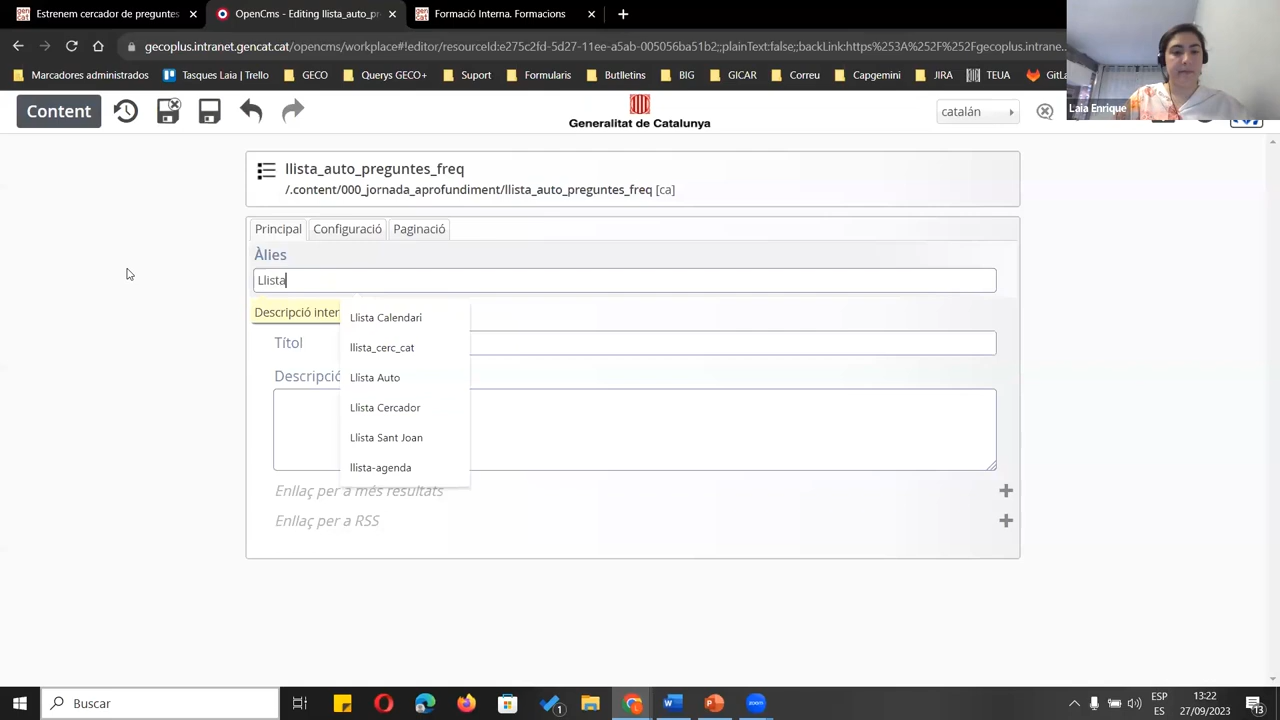 Estrenem cercador de preguntes
OpenCms - Editing llista_auto_pr
Formació Interna. Formacions
gecoplus.intranet.gencat.cat/opencms/workplace#!editor/resourceId:e275c2fd-5d27-11ee-a5ab-005056ba51b2;;plainText:false;;backLink:https%253A%252F%252Fgecoplus.intranet.genca...
Marcadores administrados
Tasques Laia | Trello
GECO
Querys GECO+
Suport
Formularis
Butlletins
BIG
GICAR
Correu
Capgemini
JIRA
TEUA
GitLa
Laia Enrique
Content
Generalitat de Catalunya
catalán
llista_auto_preguntes_freq
/.content/000_jornada_aprofundiment/llista_auto_preguntes_freq [ca]
Principal
Configuració
Paginació
Àlies
Llista
Descripció inter
Llista Calendari
llista_cerc_cat
Llista Auto
Llista Cercador
Llista Sant Joan
llista-agenda
Títol
Descripció
Enllaç per a més resultats
Enllaç per a RSS
Buscar
ESP
ES
13:22
27/09/2023
13